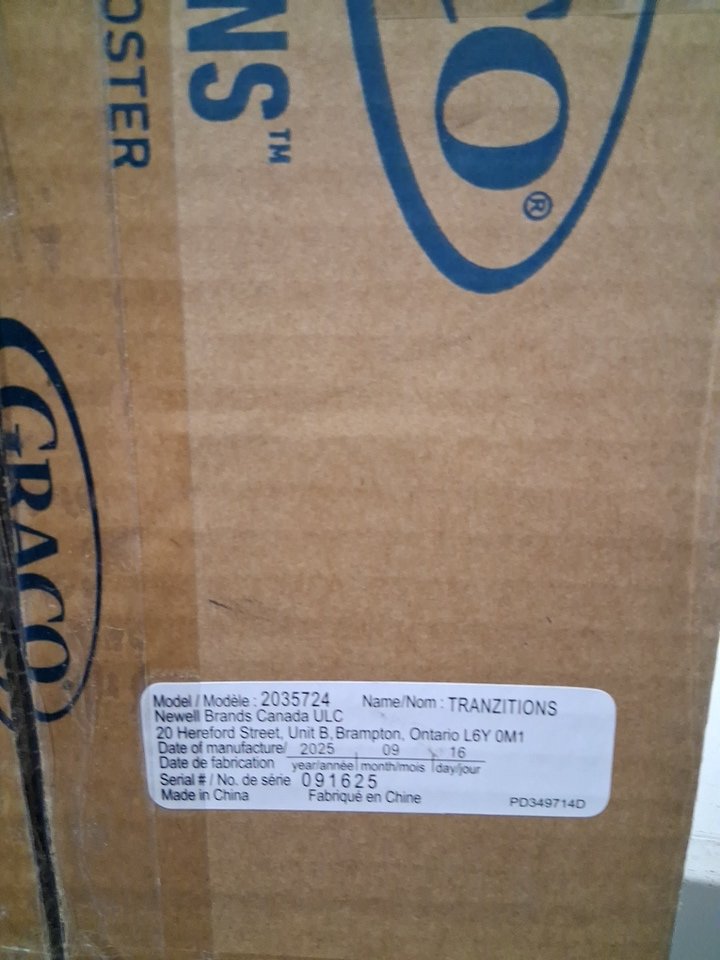 OSTER
NS™
CO®
GRACO
Model / Modèle : 2035724 Name/Nom : TRANZITIONS
Newell Brands Canada ULC
20 Hereford Street, Unit B, Brampton, Ontario L6Y 0M1
Date of manufacture/ 2025 09 16
Date de fabrication year/année month/mois day/jour
Serial # / No. de série 091625
Made in China Fabriqué en Chine PD349714D